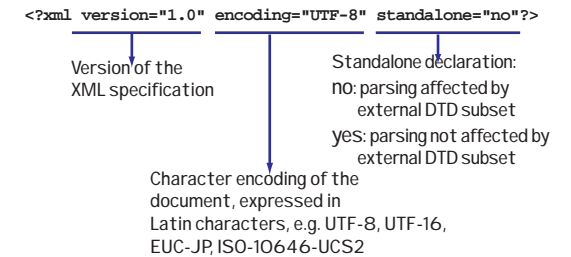 <?xml version="1.0" encoding="UTF-8" standalone="no"?>
Version of the
XML specification
Standalone declaration:
no: parsing affected by
external DTD subset
yes: parsing not affected by
external DTD subset
Character encoding of the
document, expressed in
Latin characters, e.g. UTF-8, UTF-16,
EUC-JP, ISO-10646-UCS2